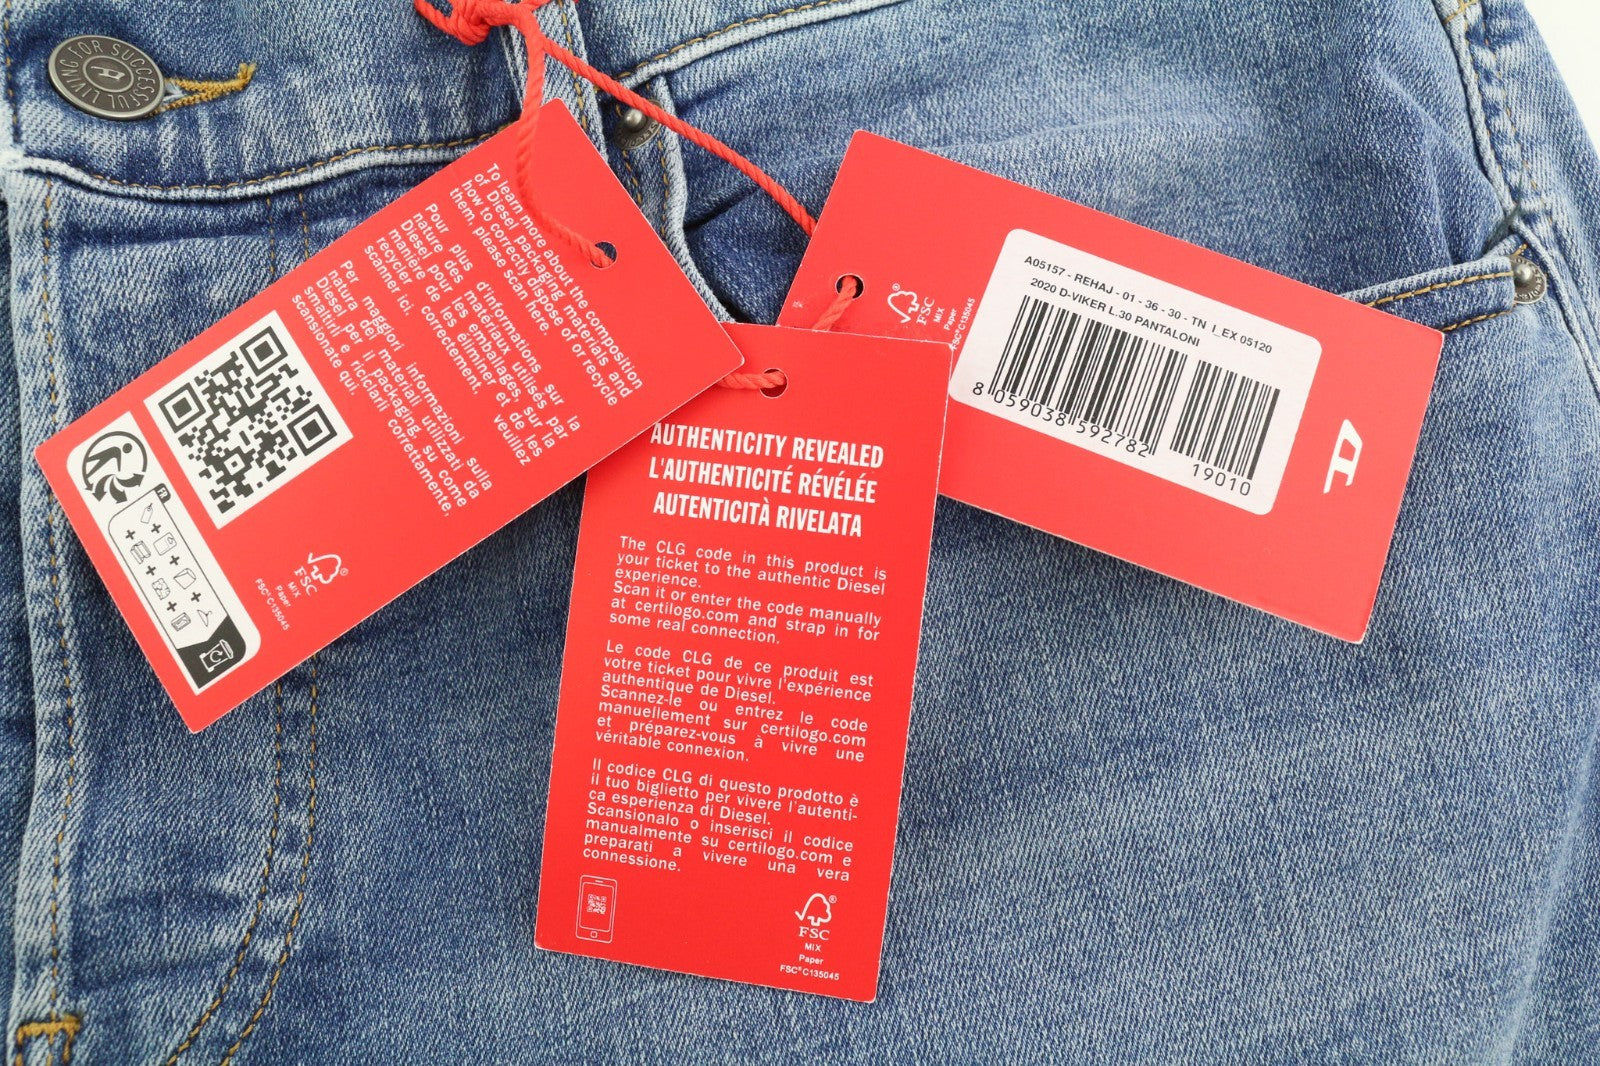 LIVING FOR SUCCESSFUL
To learn more about the composition
of Diesel packaging materials and
how to correctly dispose of or recycle
them, please scan here.
Pour plus d'informations sur la
nature des matériaux utilisés par
Diesel pour les emballages, sur la
manière de les éliminer et de les
recycler correctement, veuillez
scanner ici.
Per maggiori informazioni sulla
natura dei materiali utilizzati da
Diesel per il packaging, su come
smaltirli e riciclarli correttamente,
scansionate qui.
FR
FSC®
MIX
Paper
FSC® C135045
AUTHENTICITY REVEALED
L'AUTHENTICITÉ RÉVÉLÉE
AUTENTICITÀ RIVELATA
The CLG code in this product is
your ticket to the authentic Diesel
experience.
Scan it or enter the code manually
at certilogo.com and strap in for
some real connection.
Le code CLG de ce produit est
votre ticket pour vivre l'expérience
authentique de Diesel.
Scannez-le ou entrez le code
manuellement sur certilogo.com
et préparez-vous à vivre une
véritable connexion.
Il codice CLG di questo prodotto è
il tuo biglietto per vivere l'autenti-
ca esperienza di Diesel.
Scansionalo o inserisci il codice
manualmente su certilogo.com e
preparati a vivere una vera
connessione.
FSC®
MIX
Paper
FSC® C135045
FSC®
MIX
Paper
FSC® C135045
A05157 - REHAJ - 01 - 36 - 30 - TN I_EX 05120
2020 D-VIKER L.30 PANTALONI
8 059038 592782
19010
D